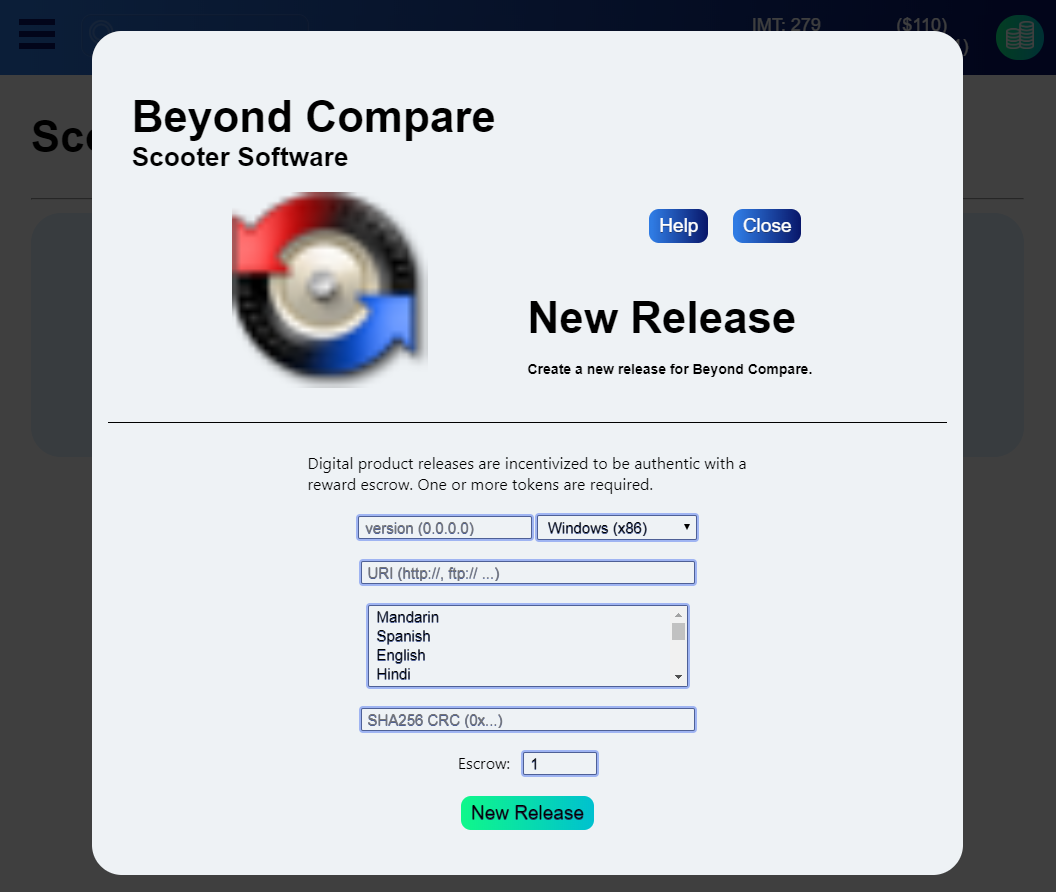 IMT: 279
($110)
Beyond Compare
Scooter Software
Help
Close
New Release
Create a new release for Beyond Compare.
Digital product releases are incentivized to be authentic with a
reward escrow. One or more tokens are required.
version (0.0.0.0)
Windows (x86)
URI (http://, ftp:// ...)
Mandarin
Spanish
English
Hindi
SHA256 CRC (0x...)
Escrow:
1
New Release